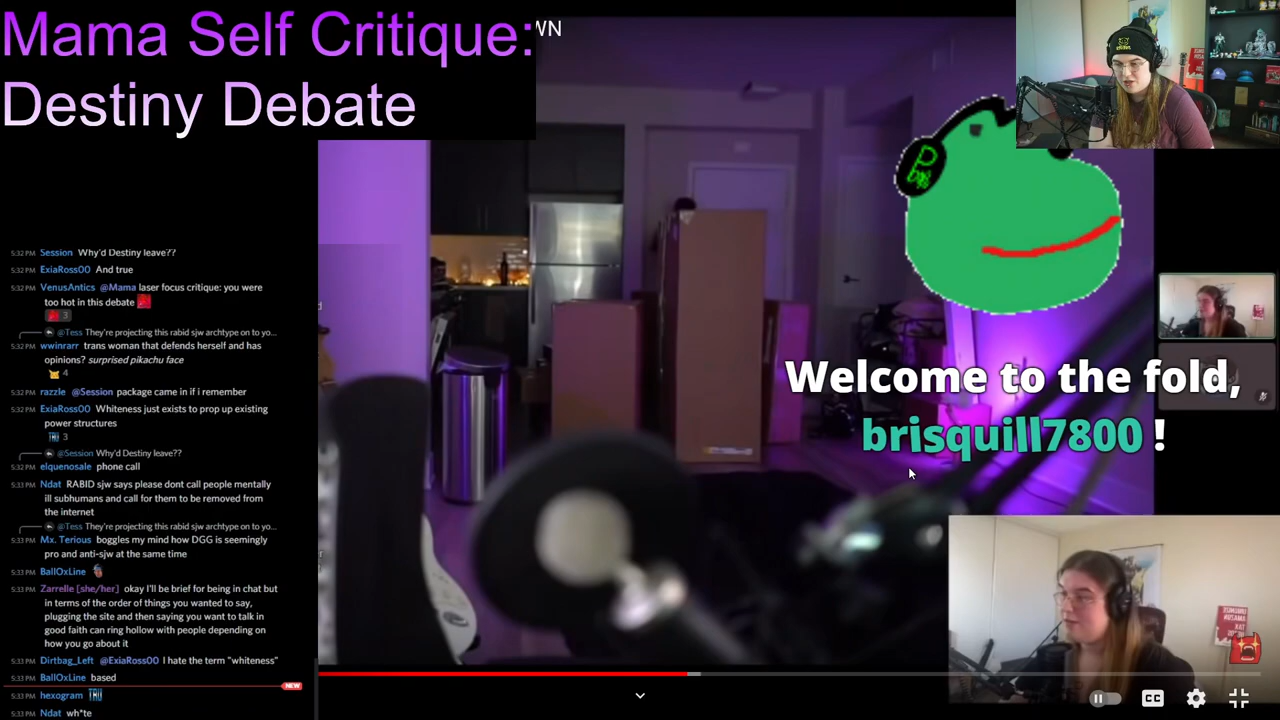 Mama Self Critique:
WN
Destiny Debate
5:32 PM Session Why'd Destiny leave??
5:32 PM ExiaRoss00 And true
5:32 PM VenusAntics @Mama laser focus critique: you were
too hot in this debate
3
@Tess They're projecting this rabid sjw archtype on to yo...
5:32 PM wwinrarr trans woman that defends herself and has
opinions? surprised pikachu face
4
5:32 PM razzle @Session package came in if i remember
5:32 PM ExiaRoss00 Whiteness just exists to prop up existing
power structures
3
@Session Why'd Destiny leave??
5:32 PM elquenosale phone call
5:32 PM Ndat RABID sjw says please dont call people mentally
ill subhumans and call for them to be removed from
the internet
@Tess They're projecting this rabid sjw archtype on to yo...
5:33 PM Mx. Terious boggles my mind how DGG is seemingly
pro and anti-sjw at the same time
5:33 PM BallOxLine
5:33 PM Zarrelle [she/her] okay I'll be brief for being in chat but
in terms of the order of things you wanted to say,
plugging the site and then saying you want to talk in
good faith can ring hollow with people depending on
how you go about it
5:33 PM Dirtbag_Left @ExiaRoss00 I hate the term "whiteness"
5:33 PM BallOxLine based
NEW
5:33 PM hexogram
5:33 PM Ndat wh*te
Welcome to the fold,
brisquill7800 !
CC